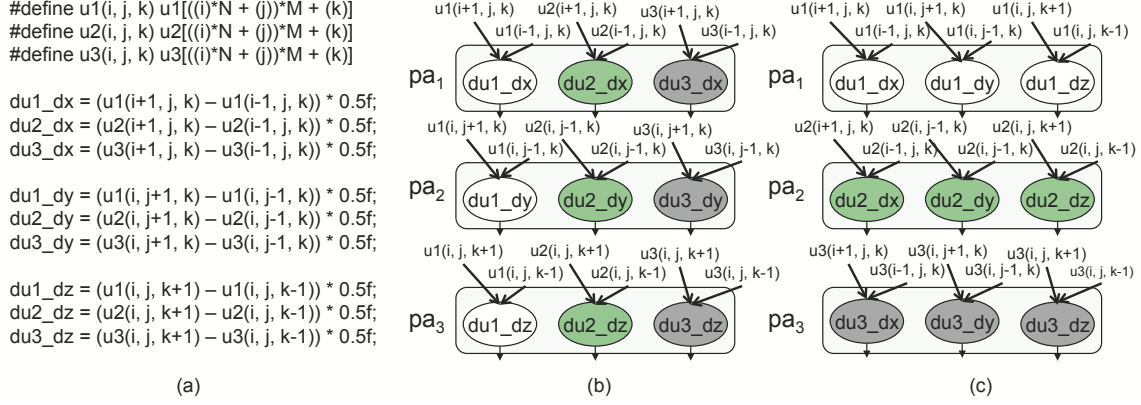 #define u1(i, j, k) u1[((i)*N + (j))*M + (k)]
#define u2(i, j, k) u2[((i)*N + (j))*M + (k)]
#define u3(i, j, k) u3[((i)*N + (j))*M + (k)]
du1_dx = (u1(i+1, j, k) – u1(i-1, j, k)) * 0.5f;
du2_dx = (u2(i+1, j, k) – u2(i-1, j, k)) * 0.5f;
du3_dx = (u3(i+1, j, k) – u3(i-1, j, k)) * 0.5f;
du1_dy = (u1(i, j+1, k) – u1(i, j-1, k)) * 0.5f;
du2_dy = (u2(i, j+1, k) – u2(i, j-1, k)) * 0.5f;
du3_dy = (u3(i, j+1, k) – u3(i, j-1, k)) * 0.5f;
du1_dz = (u1(i, j, k+1) – u1(i, j, k-1)) * 0.5f;
du2_dz = (u2(i, j, k+1) – u2(i, j, k-1)) * 0.5f;
du3_dz = (u3(i, j, k+1) – u3(i, j, k-1)) * 0.5f;
(a)
u1(i+1, j, k) u2(i+1, j, k) u3(i+1, j, k)
u1(i-1, j, k) u2(i-1, j, k) u3(i-1, j, k)
pa1 du1_dx du2_dx du3_dx
u1(i, j+1, k) u2(i, j-1, k) u3(i, j+1, k)
u1(i, j-1, k) u2(i, j-1, k) u3(i, j-1, k)
pa2 du1_dy du2_dy du3_dy
u1(i, j, k+1) u2(i, j, k+1) u3(i, j, k+1)
u1(i, j, k-1) u2(i, j, k-1) u3(i, j, k-1)
pa3 du1_dz du2_dz du3_dz
(b)
u1(i+1, j, k) u1(i, j+1, k) u1(i, j, k+1)
u1(i-1, j, k) u1(i, j-1, k) u1(i, j, k-1)
pa1 du1_dx du1_dy du1_dz
u2(i+1, j, k) u2(i, j-1, k) u2(i, j, k+1)
u2(i-1, j, k) u2(i, j-1, k) u2(i, j, k-1)
pa2 du2_dx du2_dy du2_dz
u3(i+1, j, k) u3(i, j+1, k) u3(i, j, k+1)
u3(i-1, j, k) u3(i, j-1, k) u3(i, j, k-1)
pa3 du3_dx du3_dy du3_dz
(c)